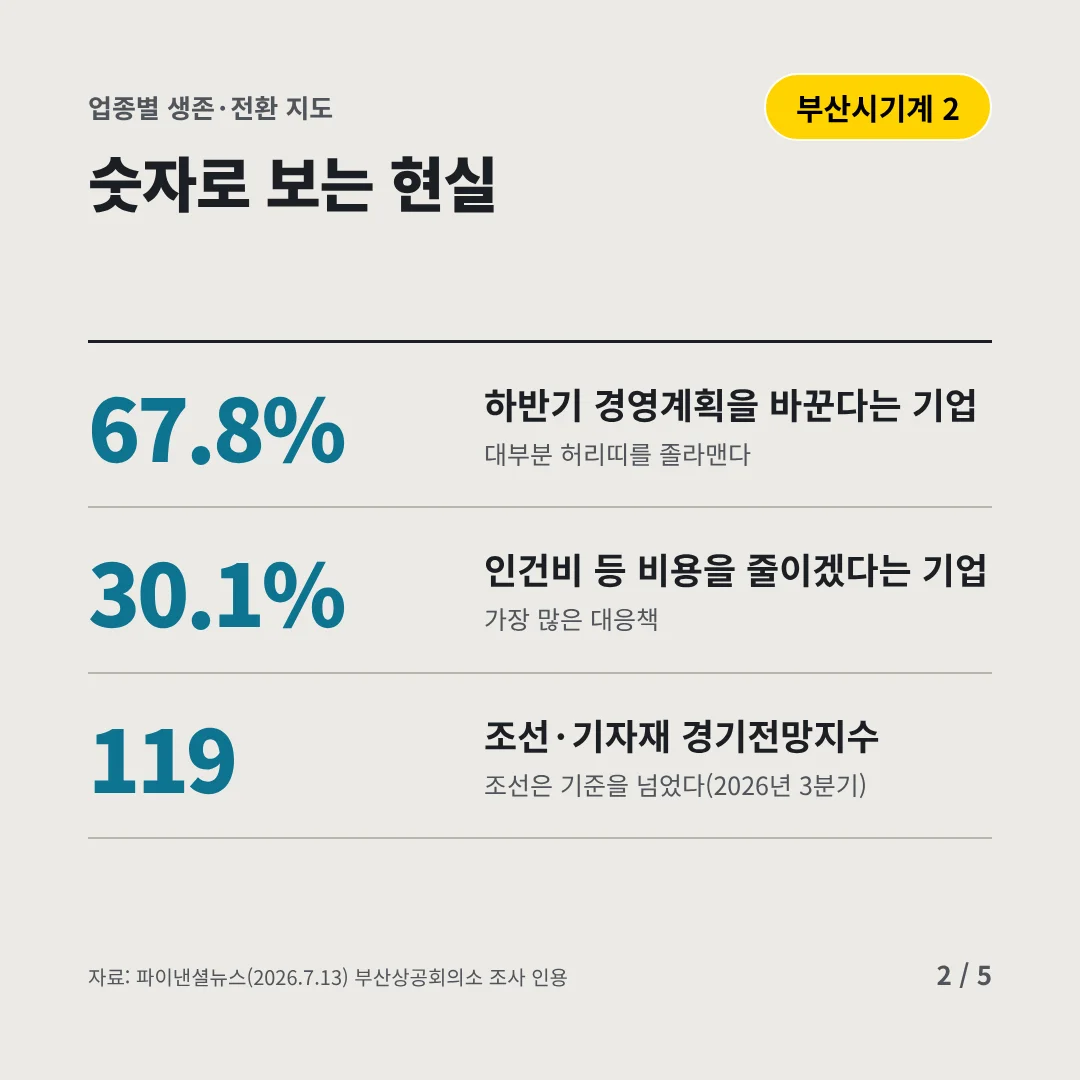 업종별 생존·전환 지도
부산시기계 2
숫자로 보는 현실
67.8%
하반기 경영계획을 바꾼다는 기업
대부분 허리띠를 졸라맨다
30.1%
인건비 등 비용을 줄이겠다는 기업
가장 많은 대응책
119
조선·기자재 경기전망지수
조선은 기준을 넘었다(2026년 3분기)
자료: 파이낸셜뉴스(2026.7.13) 부산상공회의소 조사 인용
2 / 5